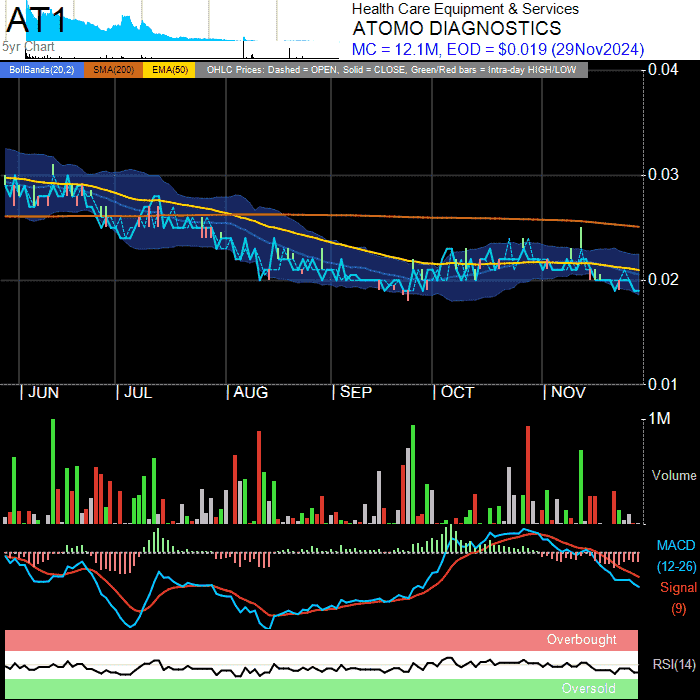 AT1
5yr Chart
Health Care Equipment & Services
ATOMO DIAGNOSTICS
MC = 12.1M, EOD = $0.019 (29Nov2024)
BollBands(20,2) SMA(200) EMA(50) OHLC Prices: Dashed = OPEN, Solid = CLOSE, Green/Red bars = Intra-day HIGH/LOW
0.04
0.03
0.02
0.01
| JUN | JUL | AUG | SEP | OCT | NOV
1M
Volume
MACD
(12-26)
Signal
(9)
Overbought
RSI(14)
Oversold